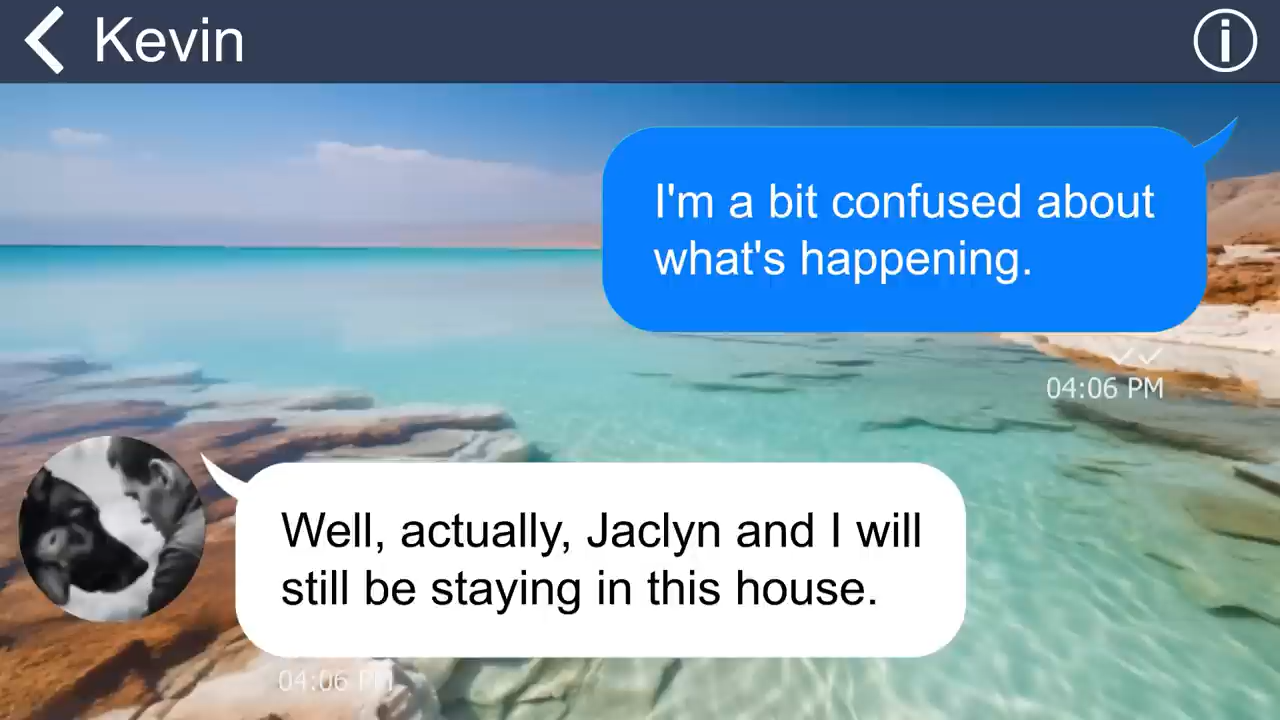 Kevin
I'm a bit confused about
what's happening.
04:06 PM
Well, actually, Jaclyn and I will
still be staying in this house.
04:06 PM